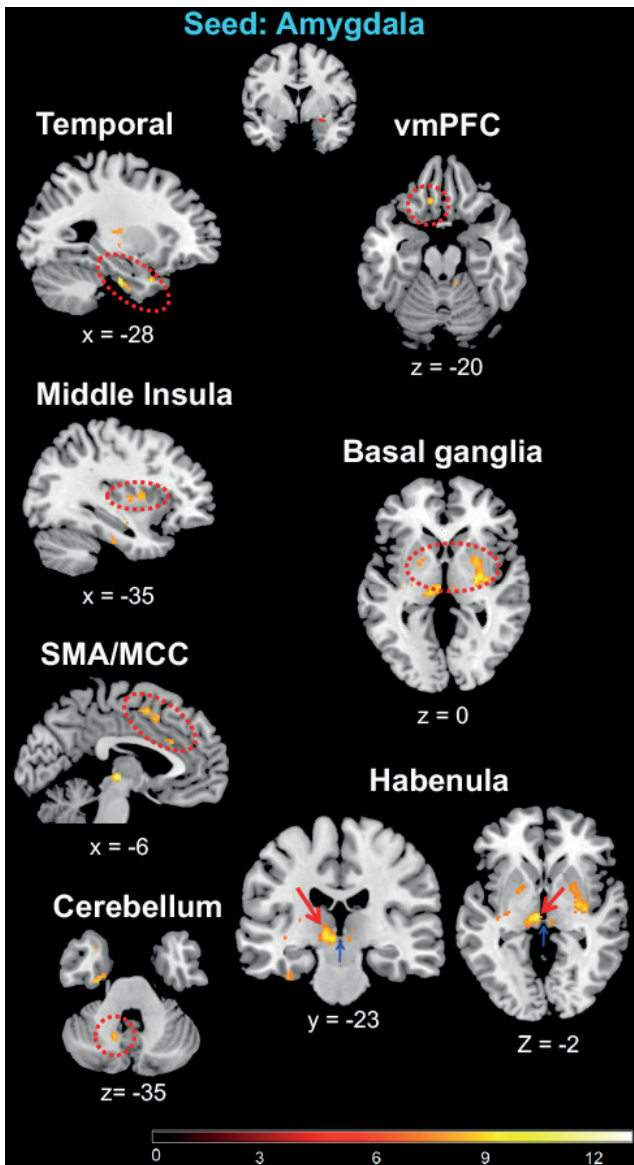 Seed: Amygdala
Temporal
x = -28
vmPFC
z = -20
Middle Insula
x = -35
Basal ganglia
z = 0
SMA/MCC
x = -6
Habenula
y = -23
Z = -2
Cerebellum
z= -35
0 3 6 9 12